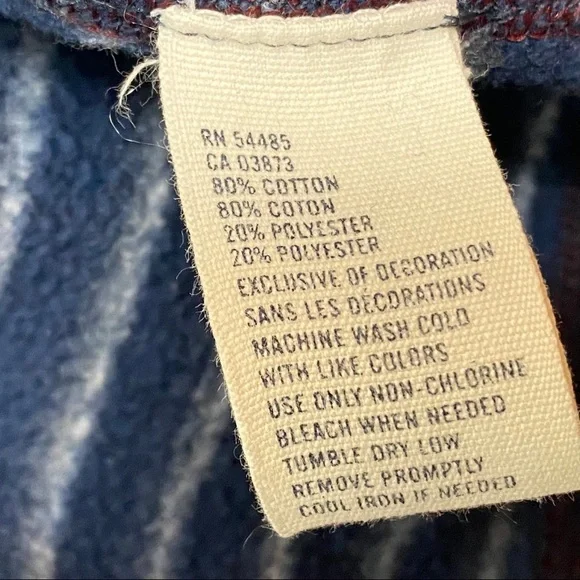 RN 54485
CA 03873
80% COTTON
80% COTON
20% POLYESTER
20% POLYESTER
EXCLUSIVE OF DECORATION
SANS LES DECORATIONS
MACHINE WASH COLD
WITH LIKE COLORS
USE ONLY NON-CHLORINE
BLEACH WHEN NEEDED
TUMBLE DRY LOW
REMOVE PROMPTLY
COOL IRON IF NEEDED